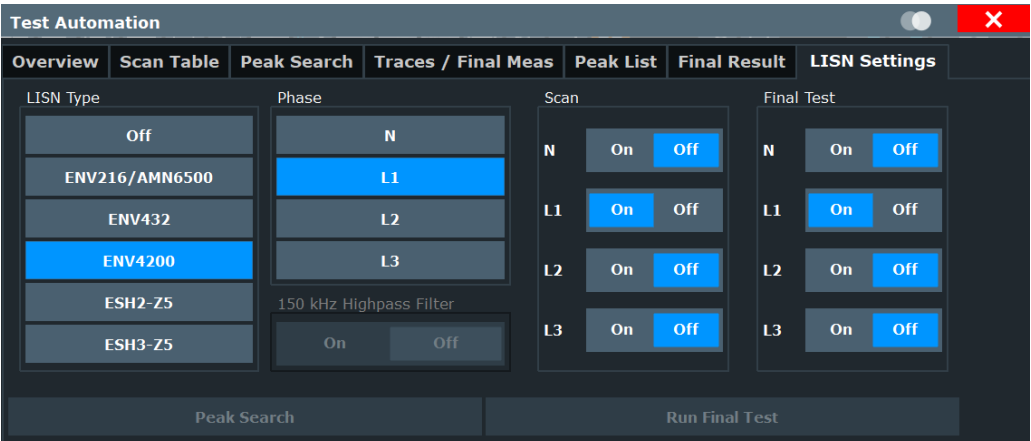 Test Automation
Overview Scan Table Peak Search Traces / Final Meas Peak List Final Result LISN Settings
LISN Type Phase Scan Final Test
Off N N On Off N On Off
ENV216/AMN6500 L1 L1 On Off L1 On Off
ENV432 L2 L2 On Off L2 On Off
ENV4200 L3 L3 On Off L3 On Off
ESH2-Z5 150 kHz Highpass Filter
ESH3-Z5 On Off
Peak Search Run Final Test